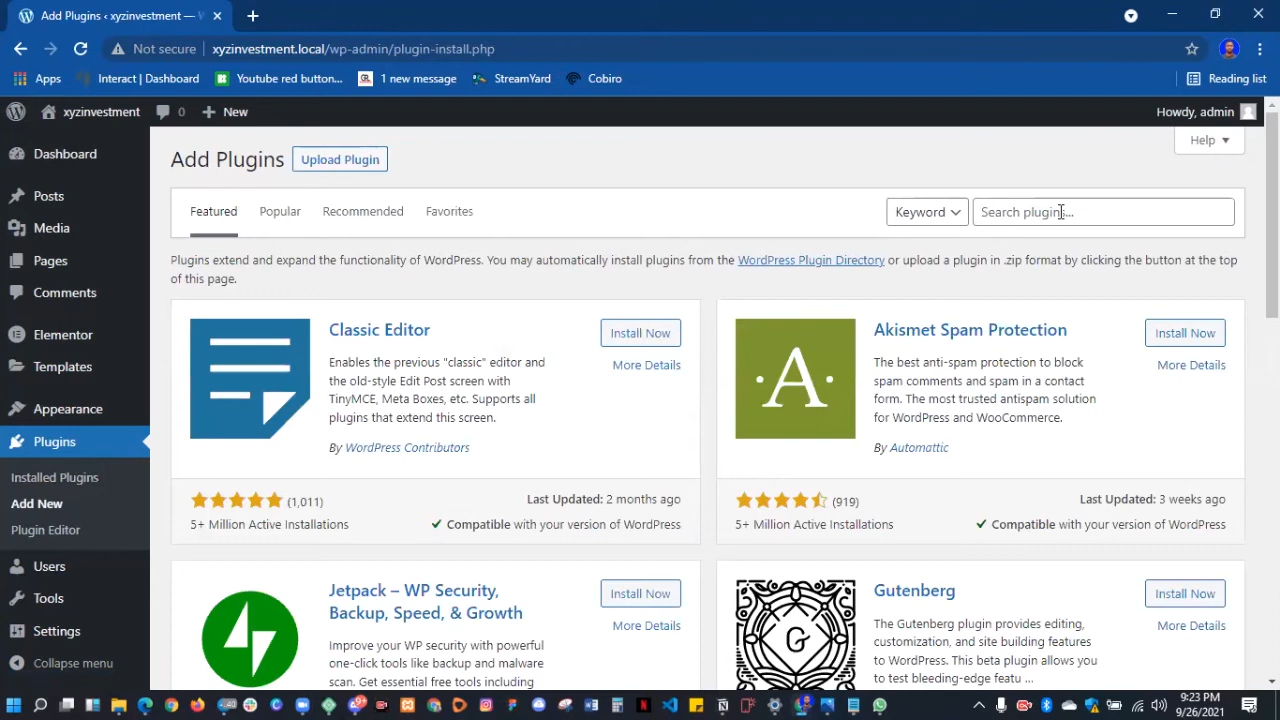 Add Plugins ‹ xyzinvestment —
Not secure xyzinvestment.local/wp-admin/plugin-install.php
Apps Interact | Dashboard Youtube red button... 1 new message StreamYard Cobiro Reading list
xyzinvestment 0 New Howdy, admin
Dashboard
Posts
Media
Pages
Comments
Elementor
Templates
Appearance
Plugins
Installed Plugins
Add New
Plugin Editor
Users
Tools
Settings
Collapse menu
Help
Add Plugins Upload Plugin
Featured Popular Recommended Favorites Keyword Search plugins...
Plugins extend and expand the functionality of WordPress. You may automatically install plugins from the WordPress Plugin Directory or upload a plugin in .zip format by clicking the button at the top
of this page.
Classic Editor
Install Now
More Details
Enables the previous "classic" editor and
the old-style Edit Post screen with
TinyMCE, Meta Boxes, etc. Supports all
plugins that extend this screen.
By WordPress Contributors
(1,011)
5+ Million Active Installations
Last Updated: 2 months ago
Compatible with your version of WordPress
A
Akismet Spam Protection
Install Now
More Details
The best anti-spam protection to block
spam comments and spam in a contact
form. The most trusted antispam solution
for WordPress and WooCommerce.
By Automattic
(919)
5+ Million Active Installations
Last Updated: 3 weeks ago
Compatible with your version of WordPress
Jetpack – WP Security,
Backup, Speed, & Growth
Install Now
More Details
Improve your WP security with powerful
one-click tools like backup and malware
scan. Get essential free tools including
G
Gutenberg
Install Now
More Details
The Gutenberg plugin provides editing,
customization, and site building features
to WordPress. This beta plugin allows you
to test bleeding-edge featu ...
9:23 PM
9/26/2021